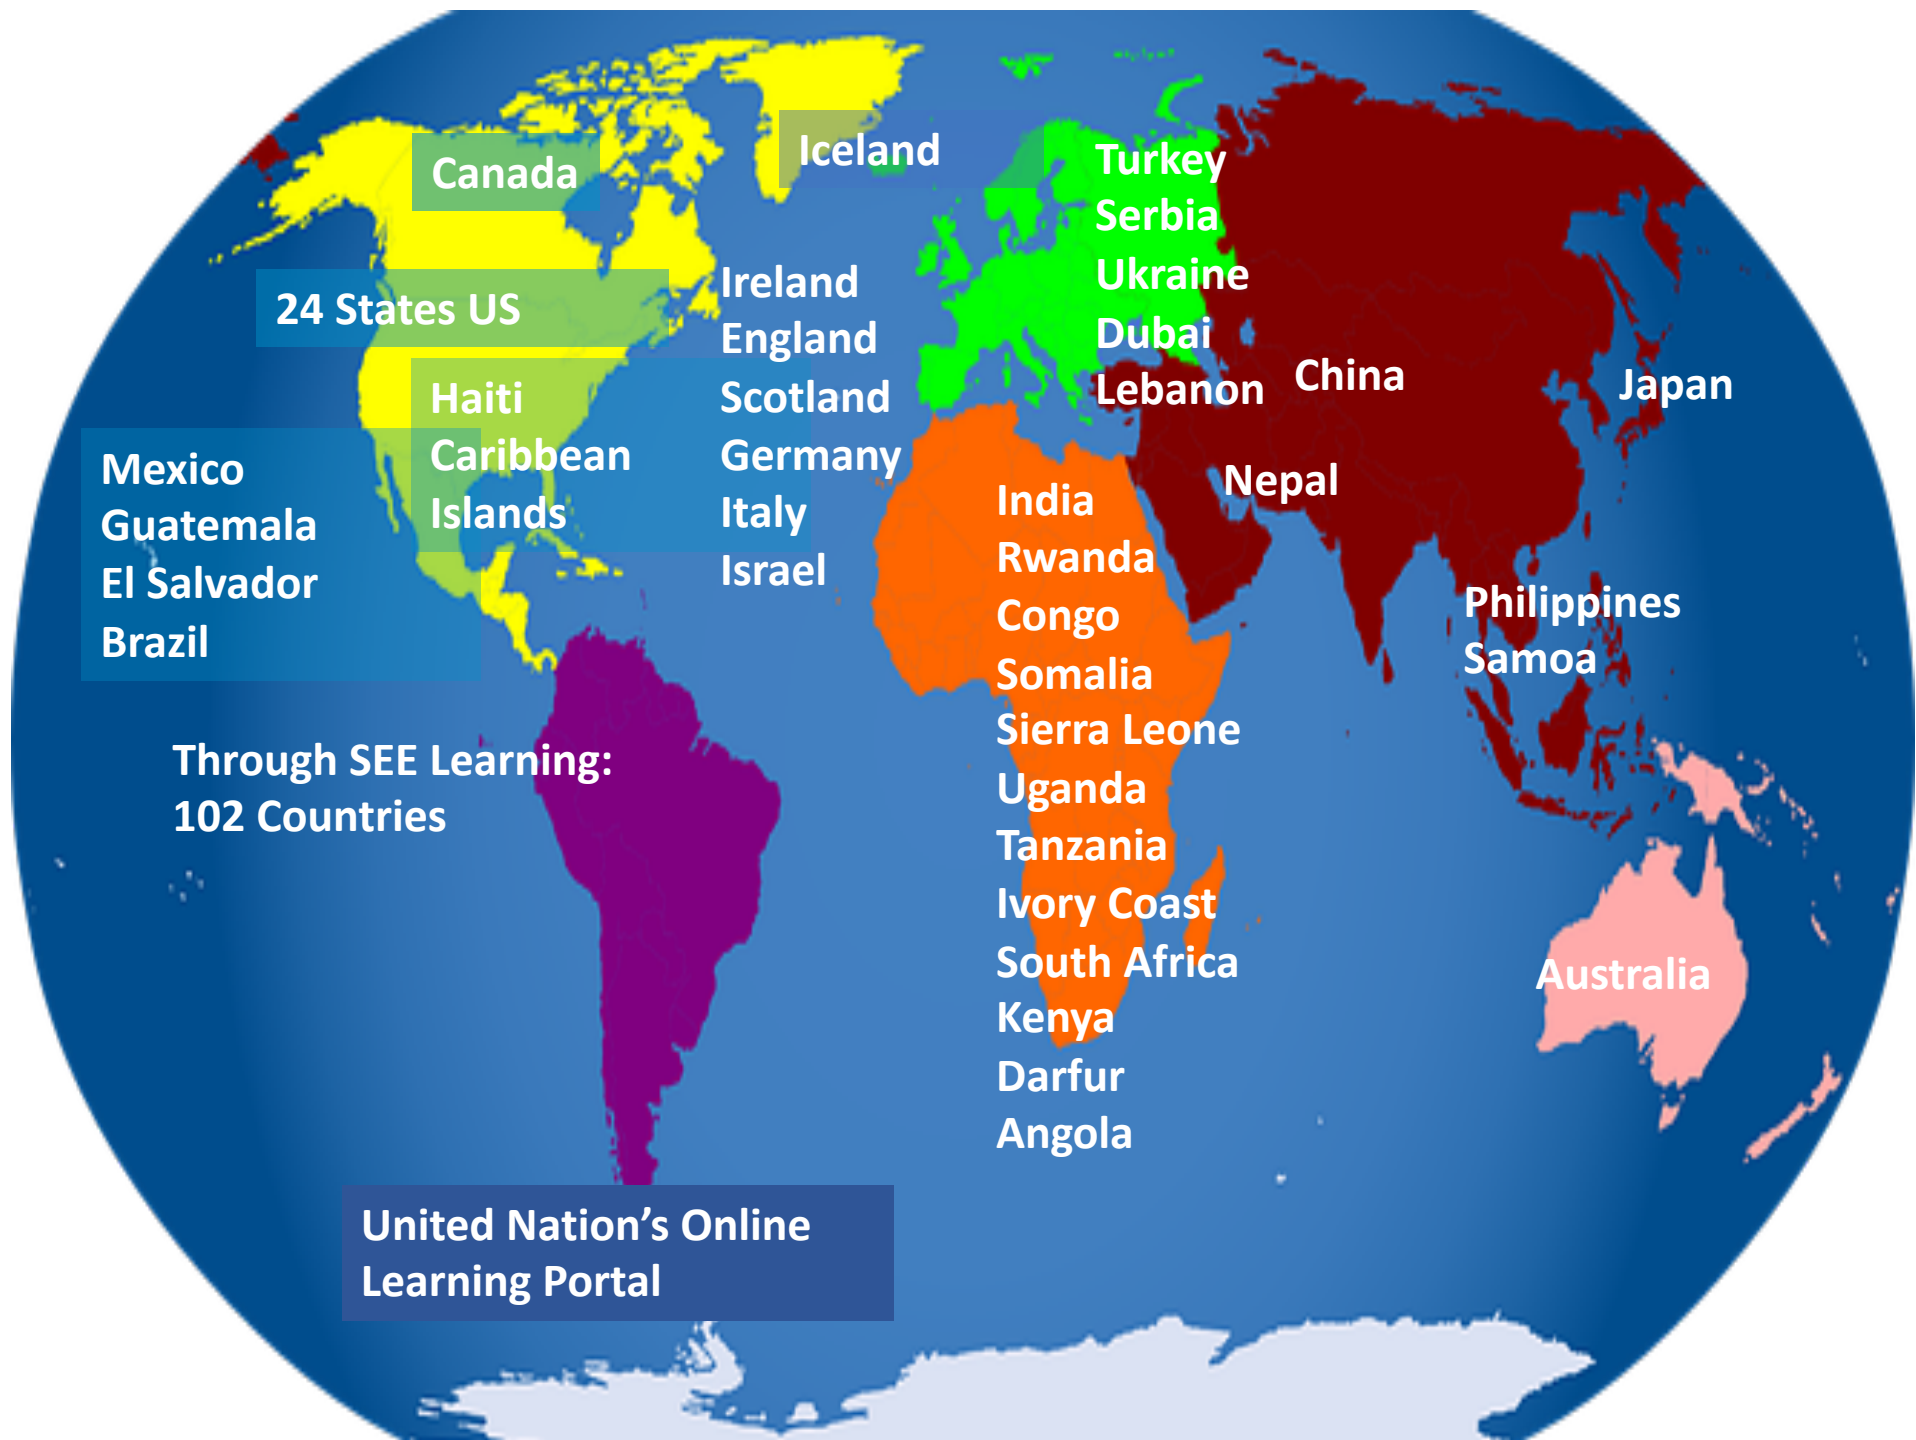 Canada
Iceland
24 States US
Haiti
Caribbean
Islands
Mexico
Guatemala
El Salvador
Brazil
Through SEE Learning:
102 Countries
Ireland
England
Scotland
Germany
Italy
Israel
Turkey
Serbia
Ukraine
Dubai
Lebanon
China
Japan
Nepal
India
Rwanda
Congo
Somalia
Sierra Leone
Uganda
Tanzania
Ivory Coast
South Africa
Kenya
Darfur
Angola
Philippines
Samoa
Australia
United Nation’s Online
Learning Portal